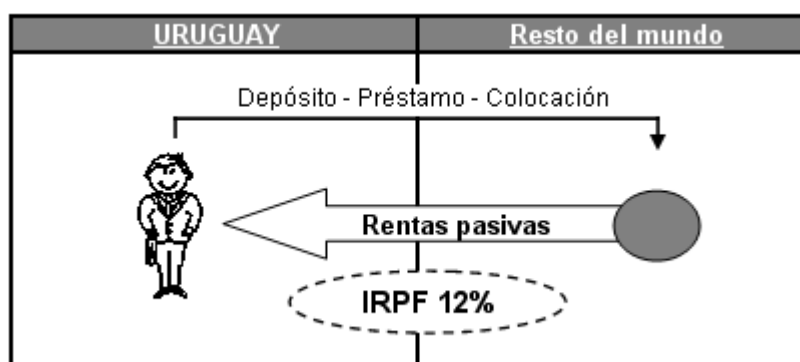 URUGUAY
Resto del mundo
Depósito - Préstamo - Colocación
Rentas pasivas
IRPF 12%